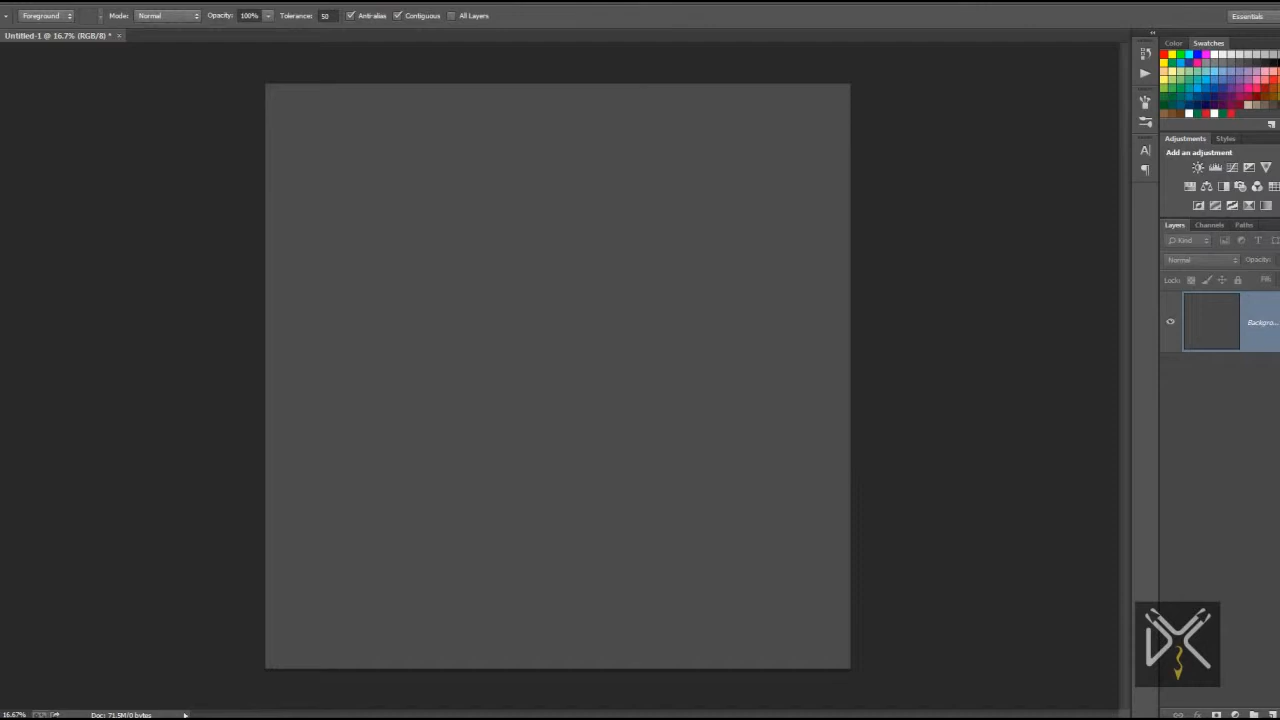 Foreground Mode: Normal Opacity: 100% Tolerance: 50 Anti-alias Contiguous All Layers Essentials
Untitled-1 @ 16.7% (RGB/8) * ×
Color Swatches
Adjustments Styles
Add an adjustment
Layers Channels Paths
Kind
Normal Opacity:
Lock: Fill:
Backgro...
16.67% Doc: 71.5M/0 bytes